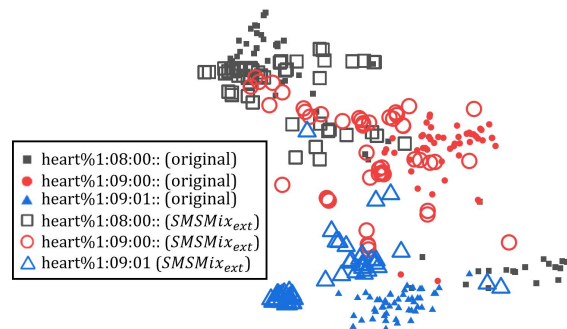 heart%1:08:00:: (original)
heart%1:09:00:: (original)
heart%1:09:01:: (original)
heart%1:08:00:: (SMSMix_ext)
heart%1:09:00:: (SMSMix_ext)
heart%1:09:01 (SMSMix_ext)